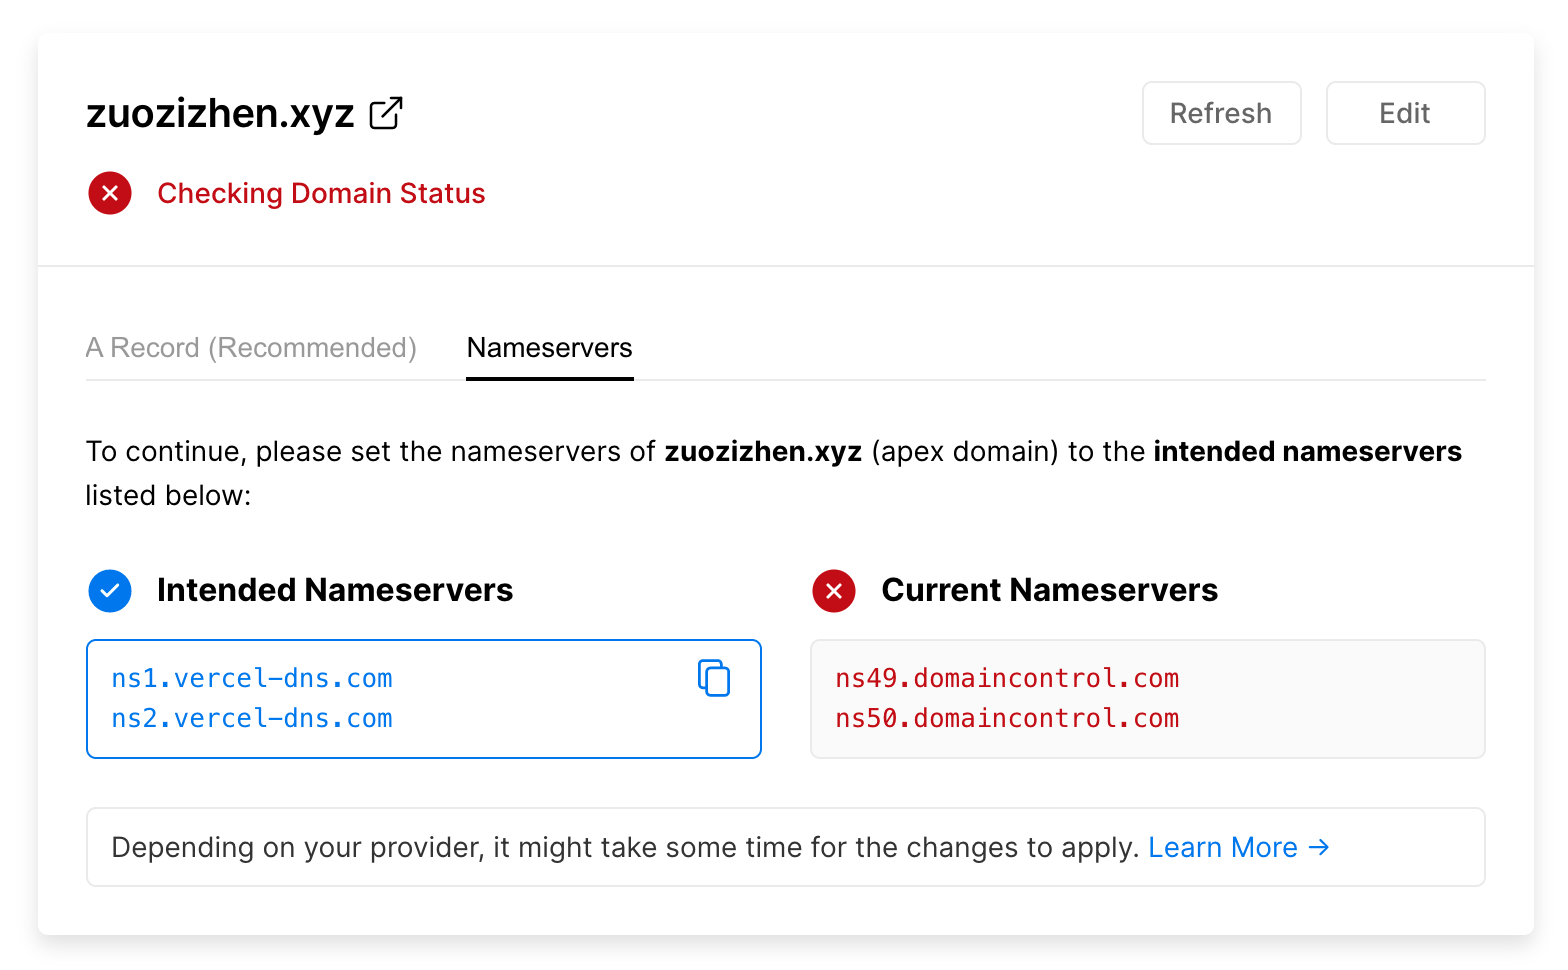 zuozizhen.xyz
Refresh
Edit
Checking Domain Status
A Record (Recommended)
Nameservers
To continue, please set the nameservers of zuozizhen.xyz (apex domain) to the intended nameservers
listed below:
Intended Nameservers
ns1.vercel-dns.com
ns2.vercel-dns.com
Current Nameservers
ns49.domaincontrol.com
ns50.domaincontrol.com
Depending on your provider, it might take some time for the changes to apply. Learn More →